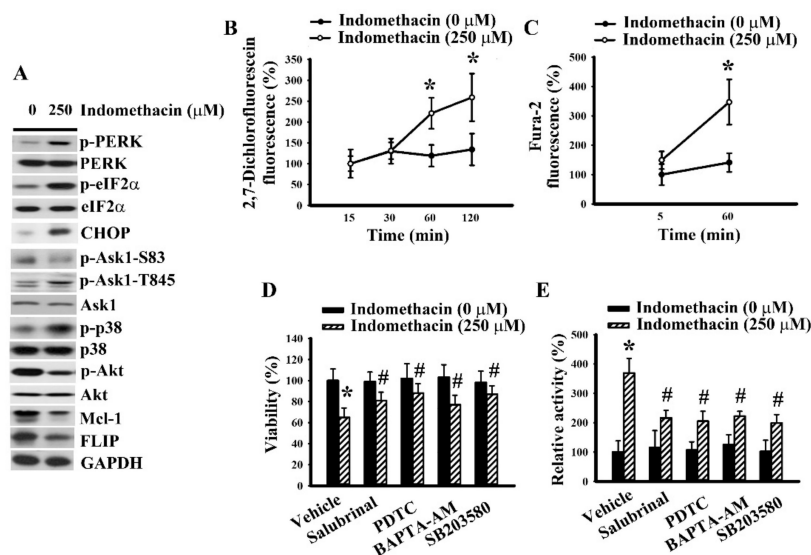 A
0 250 Indomethacin (μM)
p-PERK
PERK
p-eIF2α
eIF2α
CHOP
p-Ask1-S83
p-Ask1-T845
Ask1
p-p38
p38
p-Akt
Akt
Mcl-1
FLIP
GAPDH
B
Indomethacin (0 μM)
Indomethacin (250 μM)
2,7-Dichlorofluorescein
fluorescence (%)
350
300
250
200
150
100
50
0
* *
15 30 60 120
Time (min)
C
Indomethacin (0 μM)
Indomethacin (250 μM)
Fura-2
fluorescence (%)
500
400
300
200
100
0
*
5 60
Time (min)
D
Indomethacin (0 μM)
Indomethacin (250 μM)
Viability (%)
140
120
100
80
60
40
20
0
* # # # #
Vehicle
Salubrinal
PDTC
BAPTA-AM
SB203580
E
Indomethacin (0 μM)
Indomethacin (250 μM)
Relative activity (%)
500
400
300
200
100
0
* # # # #
Vehicle
Salubrinal
PDTC
BAPTA-AM
SB203580